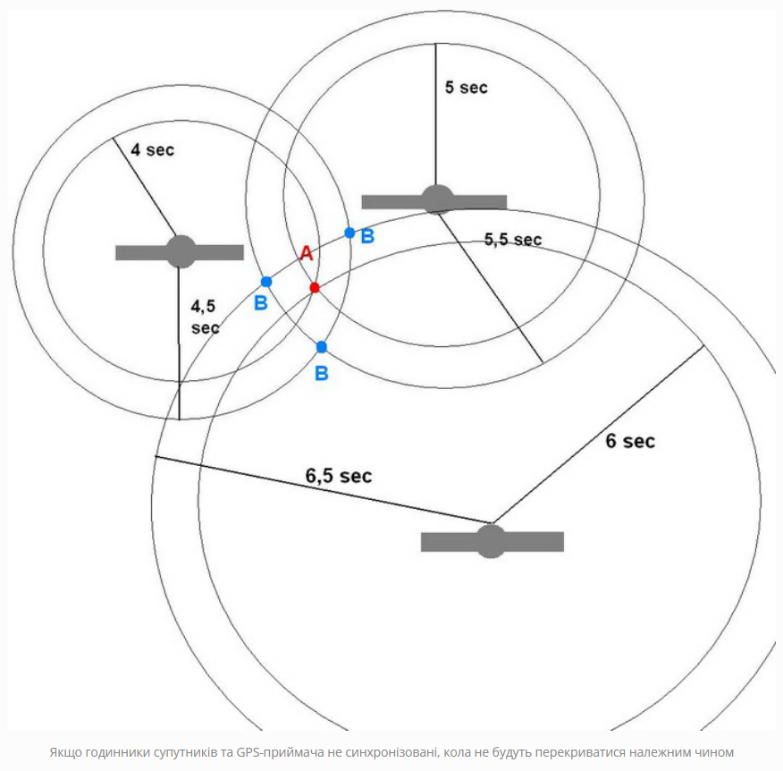 5 sec
4 sec
B
5,5 sec
A
B
4,5
sec
B
6 sec
6,5 sec
Якщо годинники супутників та GPS-приймача не синхронізовані, кола не будуть перекриватися належним чином